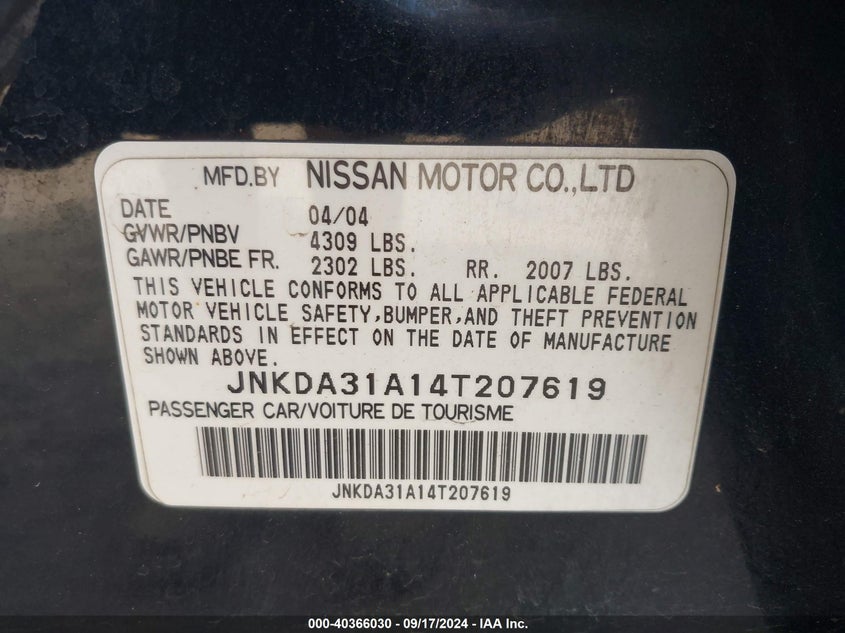 MFD.BY NISSAN MOTOR CO.,LTD
DATE 04/04
GVWR/PNBV 4309 LBS.
GAWR/PNBE FR. 2302 LBS. RR. 2007 LBS.
THIS VEHICLE CONFORMS TO ALL APPLICABLE FEDERAL
MOTOR VEHICLE SAFETY,BUMPER,AND THEFT PREVENTION
STANDARDS IN EFFECT ON THE DATE OF MANUFACTURE
SHOWN ABOVE.
JNKDA31A14T207619
PASSENGER CAR/VOITURE DE TOURISME
JNKDA31A14T207619
000-40366030 - 09/17/2024 - IAA Inc.